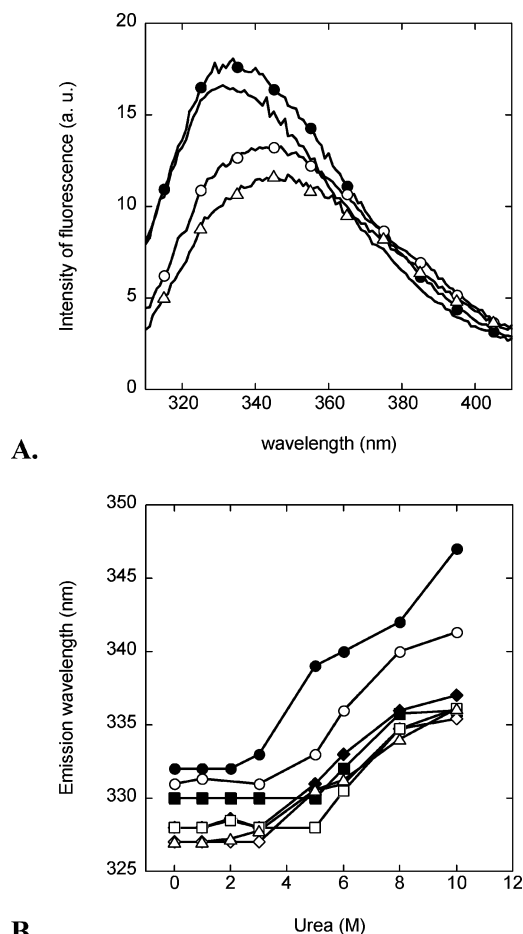 20
15
10
5
0
Intensity of fluorescence (a. u.)
320 340 360 380 400
wavelength (nm)
A.
350
345
340
335
330
325
Emission wavelength (nm)
0 2 4 6 8 10 12
Urea (M)
B